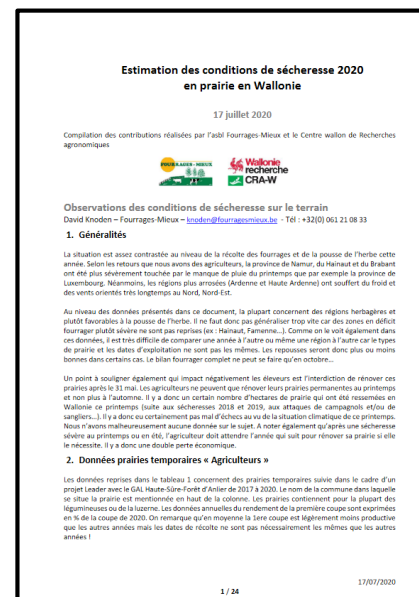 Estimation des conditions de sécheresse 2020
en prairie en Wallonie
17 juillet 2020
Compilation des contributions réalisées par l'asbl Fourrages-Mieux et le Centre wallon de Recherches
agronomiques
FOURRAGES - MIEUX
Wallonie
recherche
CRA-W
Observations des conditions de sécheresse sur le terrain
David Knoden – Fourrages-Mieux – knoden@fourragesmieux.be - Tél : +32(0) 061 21 08 33
1. Généralités
La situation est assez contrastée au niveau de la récolte des fourrages et de la pousse de l'herbe cette
année. Selon les retours que nous avons des agriculteurs, la province de Namur, du Hainaut et du Brabant
ont été plus sévèrement touchée par le manque de pluie du printemps que par exemple la province de
Luxembourg. Néanmoins, les régions plus arrosées (Ardenne et Haute Ardenne) ont souffert du froid et
des vents orientés très longtemps au Nord, Nord-Est.
Au niveau des données présentés dans ce document, la plupart concernent des régions herbagères et
plutôt favorables à la pousse de l'herbe. Il ne faut donc pas généraliser trop vite car des zones en déficit
fourrager plutôt sévère ne sont pas reprises (ex : Hainaut, Famenne...). Comme on le voit également dans
ces données, il est très difficile de comparer une année à l'autre ou même une région à l'autre car le types
de prairie et les dates d'exploitation ne sont pas les mêmes. Les repousses seront donc plus ou moins
bonnes dans certains cas. Le bilan fourrager complet ne peut se faire qu'en octobre...
Un point à souligner également qui impact négativement les éleveurs est l'interdiction de rénover ces
prairies après le 31 mai. Les agriculteurs ne peuvent que rénover leurs prairies permanentes au printemps
et non plus à l'automne. Il y a donc un certain nombre d'hectares de prairie qui ont été ressemées en
Wallonie ce printemps (suite aux sécheresses 2018 et 2019, aux attaques de campagnols et/ou de
sangliers...). Il y a donc eu certainement pas mal d'échecs au vu de la situation climatique de ce printemps.
Nous n'avons malheureusement aucune donnée sur le sujet. A noter également qu'après une sécheresse
sévère au printemps ou en été, l'agriculteur doit attendre l'année qui suit pour rénover sa prairie si elle
le nécessite. Il y a donc une double perte économique.
2. Données prairies temporaires « Agriculteurs »
Les données reprises dans le tableau 1 concernent des prairies temporaires suivie dans le cadre d'un
projet Leader avec le GAL Haute-Sûre-Forêt d'Anlier de 2017 à 2020. Le nom de la commune dans laquelle
se situe la prairie est mentionnée en haut de la colonne. Les prairies contiennent pour la plupart des
légumineuses ou de la luzerne. Les données annuelles du rendement de la première coupe sont exprimées
en % de la coupe de 2020. On remarque qu'en moyenne la 1ere coupe est légèrement moins productive
que les autres années mais les dates de récolte ne sont pas nécessairement les mêmes que les autres
années !
17/07/2020
1 / 24